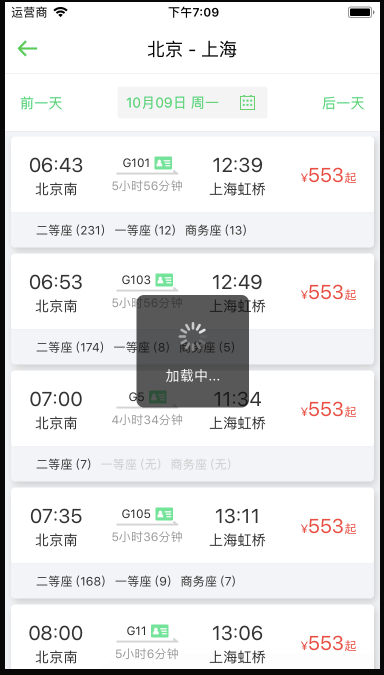 运营商 下午7:09
北京 - 上海
前一天 10月09日 周一 后一天
06:43 G101 12:39 ¥553起
北京南 5小时56分钟 上海虹桥
二等座 (231) 一等座 (12) 商务座 (13)
06:53 G103 12:49 ¥553起
北京南 5小时56分钟 上海虹桥
二等座 (174) 一等座 (8) 商务座 (5)
加载中...
07:00 G5 11:34 ¥553起
北京南 4小时34分钟 上海虹桥
二等座 (7) 一等座 (无) 商务座 (无)
07:35 G105 13:11 ¥553起
北京南 5小时36分钟 上海虹桥
二等座 (168) 一等座 (9) 商务座 (7)
08:00 G11 13:06 ¥553起
北京南 5小时6分钟 上海虹桥